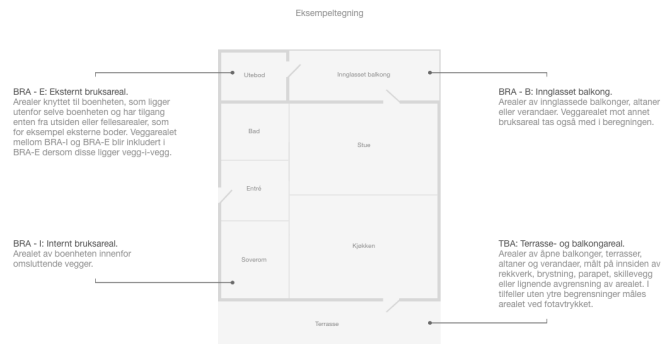 Eksempeltegning
BRA - E: Eksternt bruksareal.
Arealer knyttet til boenheten, som ligger
utenfor selve boenheten og har tilgang
enten fra utsiden eller fellesarealer, som
for eksempel eksterne boder. Veggarealet
mellom BRA-I og BRA-E blir inkludert i
BRA-E dersom disse ligger vegg-i-vegg.
BRA - I: Internt bruksareal.
Arealet av boenheten innenfor
omsluttende vegger.
Utebod
Innglasset balkong
Bad
Stue
Entré
Sovarom
Kjøkken
Terrasse
BRA - B: Innglasset balkong.
Arealer av innglassede balkonger, altaner
eller verandaer. Veggarealet mot annet
bruksareal tas også med i beregningen.
TBA: Terrasse- og balkongareal.
Arealer av åpne balkonger, terrasser,
altaner og verandaer, målt på innsiden av
rekkverk, brystning, parapet, skillevegg
eller lignende avgrensning av arealet. I
tilfeller uten ytre begrensninger måles
arealet ved fotavtrykket.